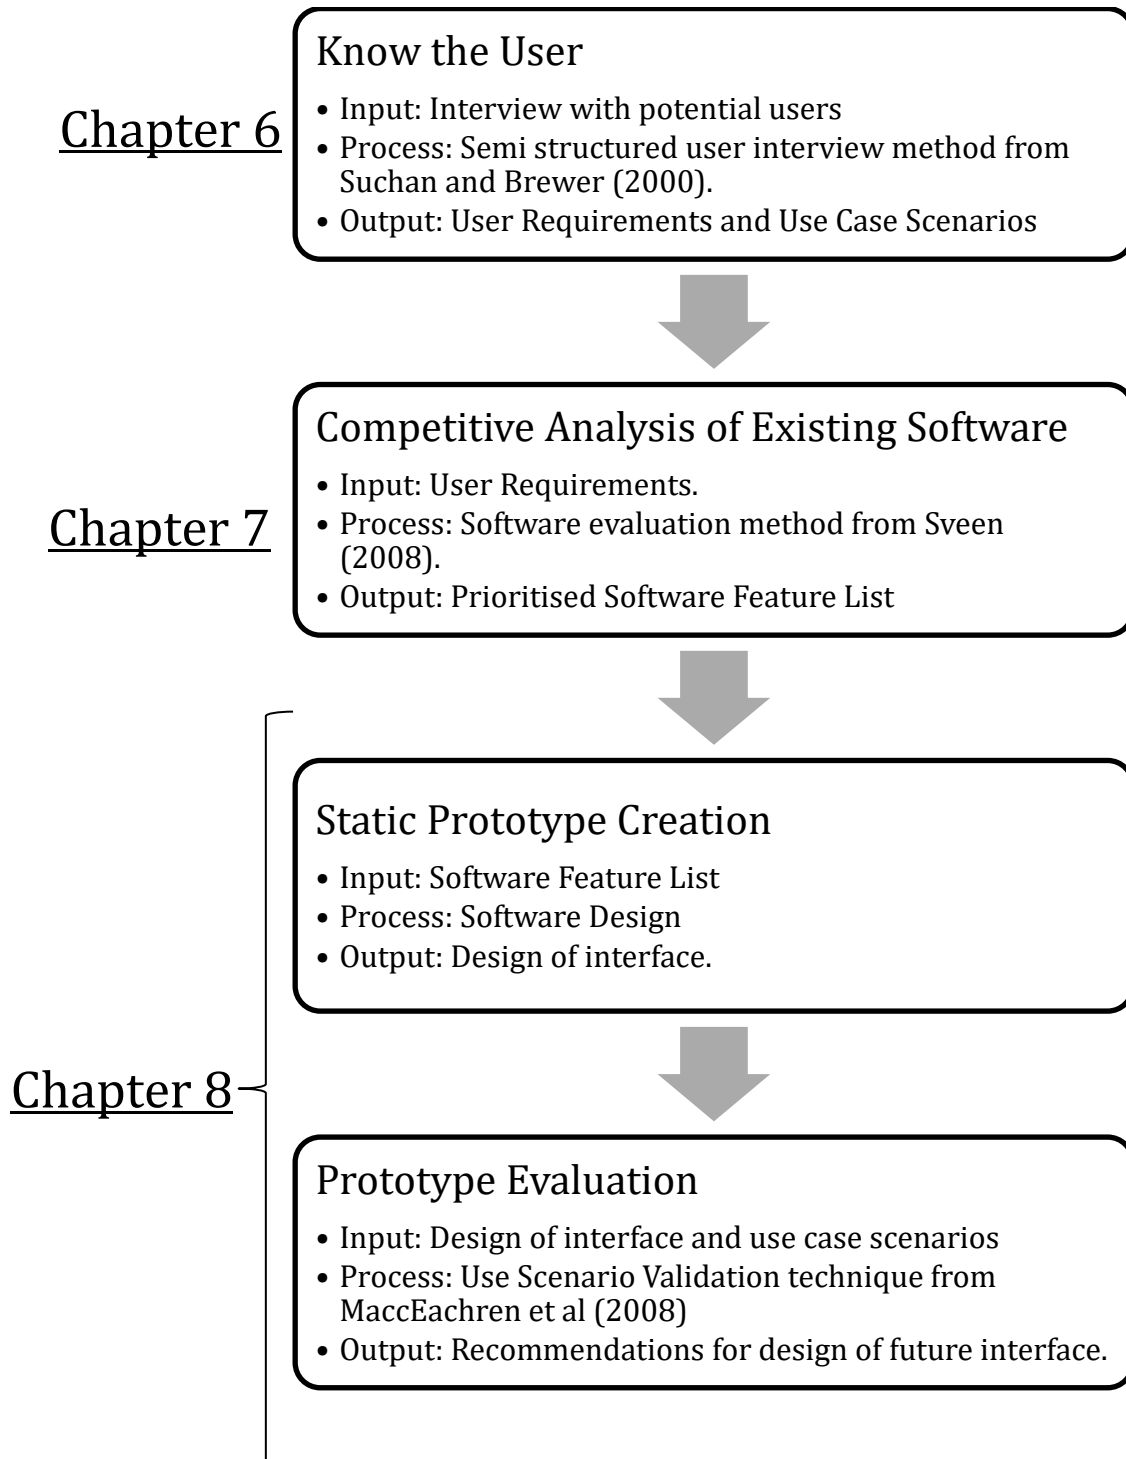 Chapter 6
Know the User
• Input: Interview with potential users
• Process: Semi structured user interview method from
Suchan and Brewer (2000).
• Output: User Requirements and Use Case Scenarios
Chapter 7
Competitive Analysis of Existing Software
• Input: User Requirements.
• Process: Software evaluation method from Sveen
(2008).
• Output: Prioritised Software Feature List
Chapter 8
Static Prototype Creation
• Input: Software Feature List
• Process: Software Design
• Output: Design of interface.
Prototype Evaluation
• Input: Design of interface and use case scenarios
• Process: Use Scenario Validation technique from
MaccEachren et al (2008)
• Output: Recommendations for design of future interface.